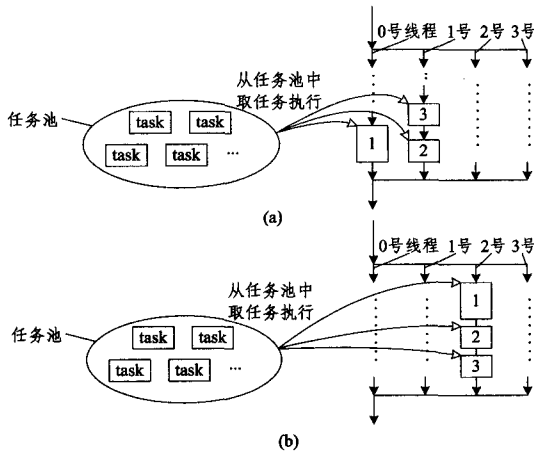 0号线程 1号 2号 3号
从任务池中
取任务执行
任务池
task task
task task ...
3
1 2
(a)
0号线程 1号 2号 3号
从任务池中
取任务执行
1
任务池
task task
2
task task ...
3
(b)